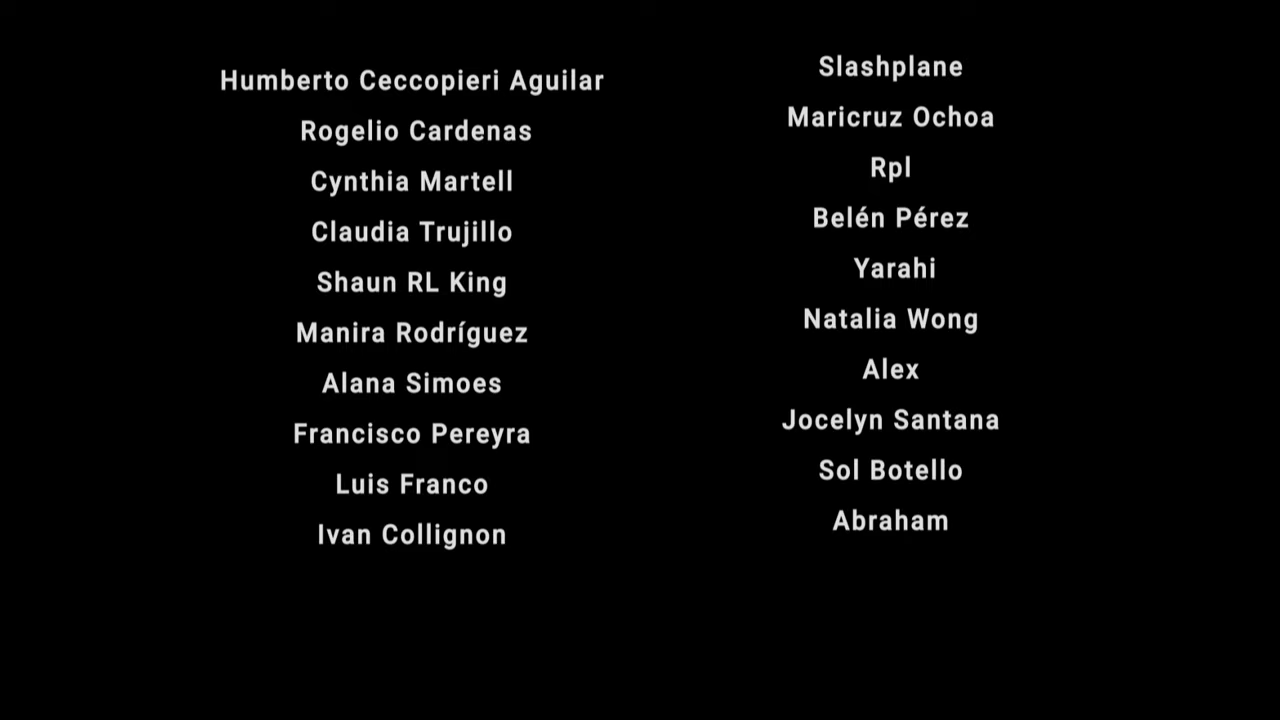 Humberto Ceccopieri Aguilar
Rogelio Cardenas
Cynthia Martell
Claudia Trujillo
Shaun RL King
Manira Rodríguez
Alana Simoes
Francisco Pereyra
Luis Franco
Ivan Collignon
Slashplane
Maricruz Ochoa
Rpl
Belén Pérez
Yarahi
Natalia Wong
Alex
Jocelyn Santana
Sol Botello
Abraham